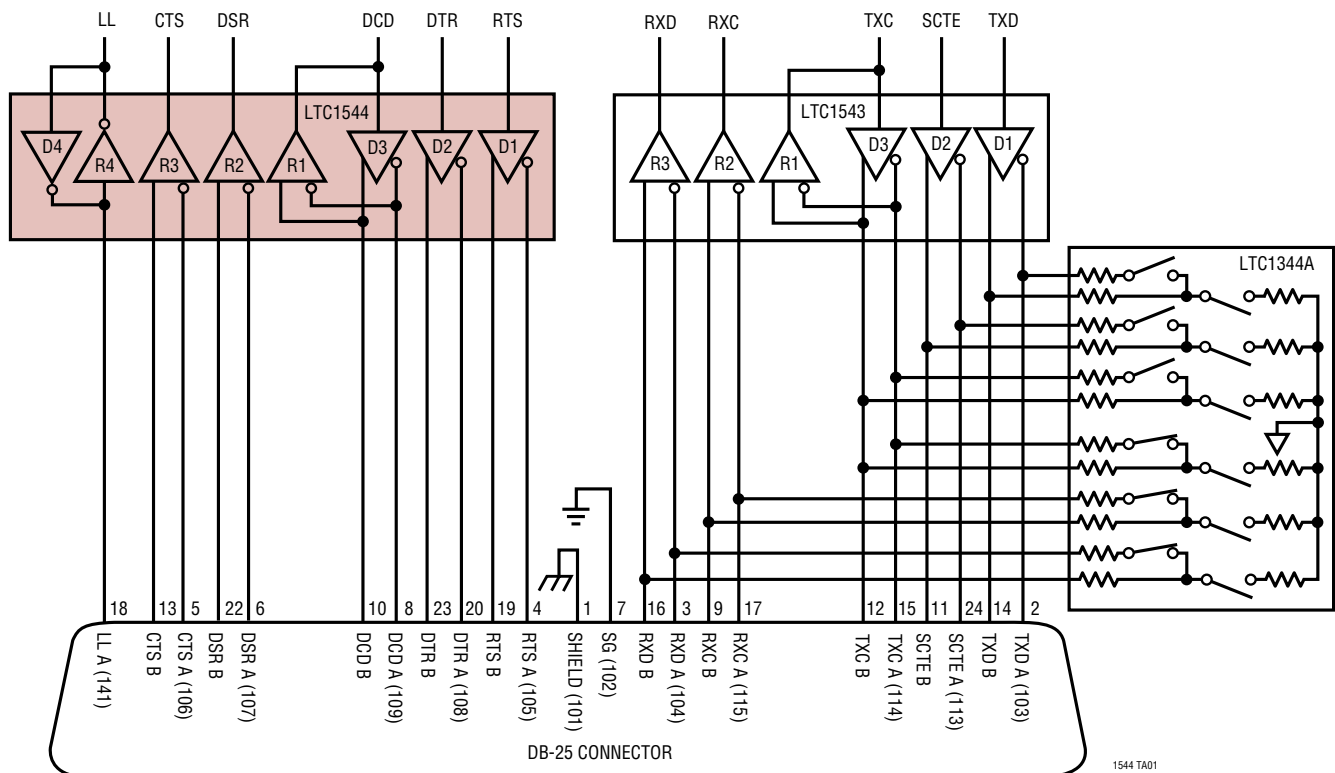 LL CTS DSR DCD DTR RTS RXD RXC TXC SCTE TXD
LTC1544 LTC1543
D4 R4 R3 R2 R1 D3 D2 D1 R3 R2 R1 D3 D2 D1
LTC1344A
18 13 5 22 6 10 8 23 20 19 4 1 7 16 3 9 17 12 15 11 24 14 2
LL A (141)
CTS B
CTS A (106)
DSR B
DSR A (107)
DCD B
DCD A (109)
DTR B
DTR A (108)
RTS B
RTS A (105)
SHIELD (101)
SG (102)
RXD B
RXD A (104)
RXC B
RXC A (115)
TXC B
TXC A (114)
SCTE B
SCTE A (113)
TXD B
TXD A (103)
DB-25 CONNECTOR
1544 TA01